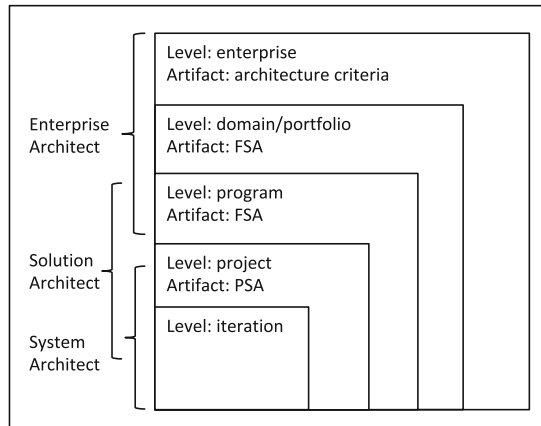 Level: enterprise
Artifact: architecture criteria
Enterprise
Architect
Level: domain/portfolio
Artifact: FSA
Level: program
Artifact: FSA
Solution
Architect
Level: project
Artifact: PSA
System
Architect
Level: iteration